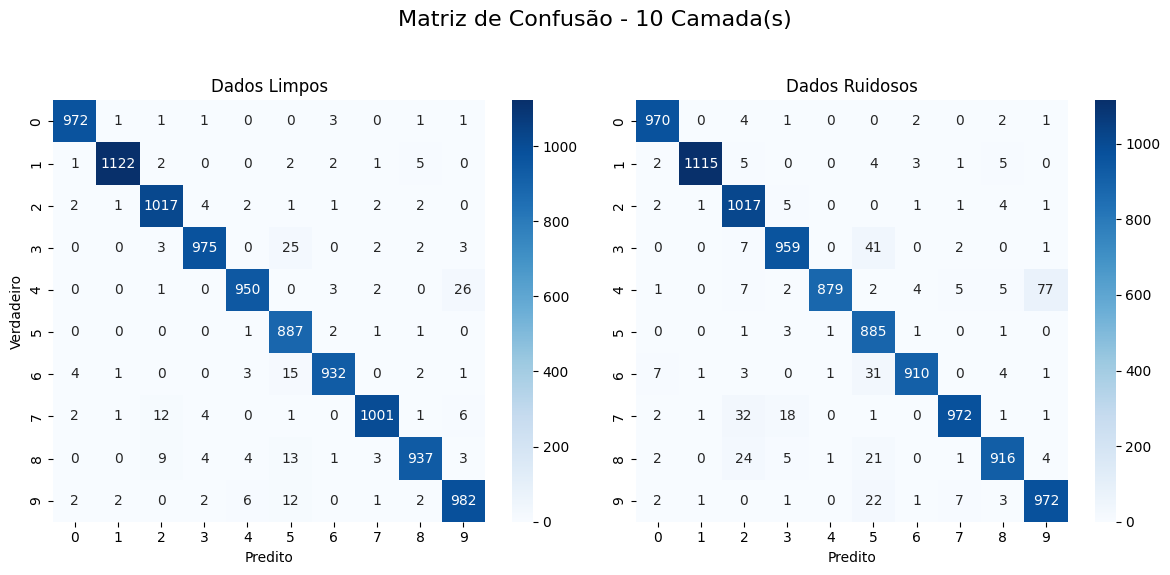 Matriz de Confusão - 10 Camada(s)
Dados Limpos
Verdadeiro
0 972 1 1 1 0 0 3 0 1 1
1 1 1122 2 0 0 2 2 1 5 0
2 2 1 1017 4 2 1 1 2 2 0
3 0 0 3 975 0 25 0 2 2 3
4 0 0 1 0 950 0 3 2 0 26
5 0 0 0 0 1 887 2 1 1 0
6 4 1 0 0 3 15 932 0 2 1
7 2 1 12 4 0 1 0 1001 1 6
8 0 0 9 4 4 13 1 3 937 3
9 2 2 0 2 6 12 0 1 2 982
0 1 2 3 4 5 6 7 8 9
Predito
1000
800
600
400
200
0
Dados Ruidosos
0 970 0 4 1 0 0 2 0 2 1
1 2 1115 5 0 0 4 3 1 5 0
2 2 1 1017 5 0 0 1 1 4 1
3 0 0 7 959 0 41 0 2 0 1
4 1 0 7 2 879 2 4 5 5 77
5 0 0 1 3 1 885 1 0 1 0
6 7 1 3 0 1 31 910 0 4 1
7 2 1 32 18 0 1 0 972 1 1
8 2 0 24 5 1 21 0 1 916 4
9 2 1 0 1 0 22 1 7 3 972
0 1 2 3 4 5 6 7 8 9
Predito
1000
800
600
400
200
0